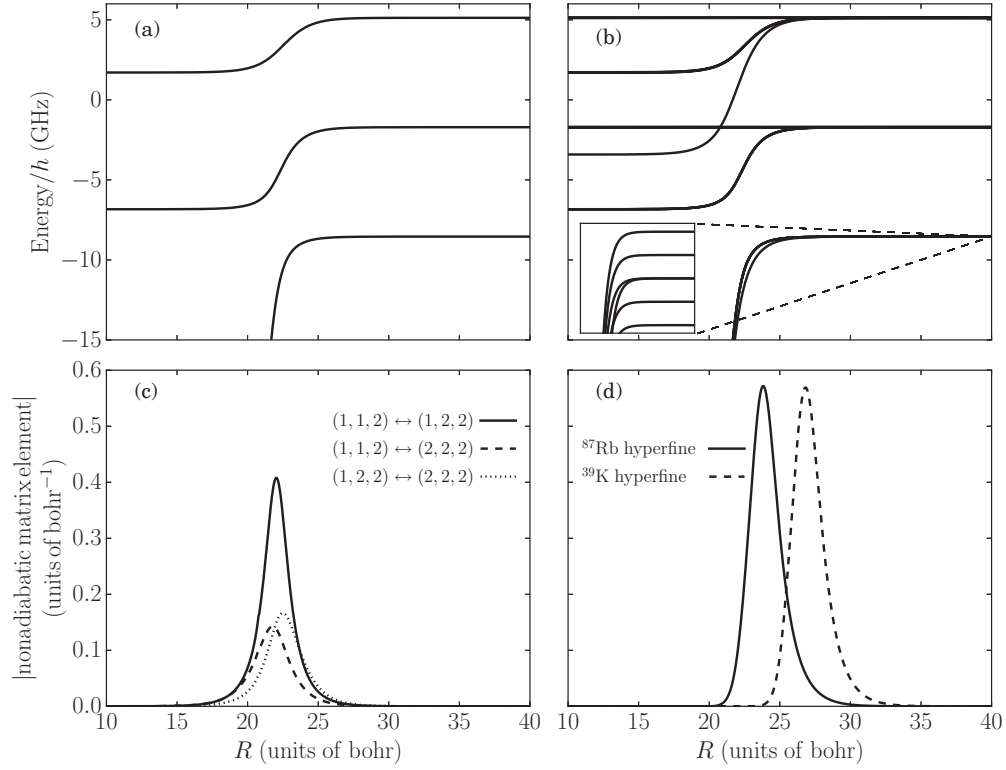 (a)
(b)
Energy/h (GHz)
5
0
−5
−10
−15
(c)
(d)
(1, 1, 2) ↔ (1, 2, 2)
(1, 1, 2) ↔ (2, 2, 2)
(1, 2, 2) ↔ (2, 2, 2)
⁸⁷Rb hyperfine
³⁹K hyperfine
|nonadiabatic matrix element|
(units of bohr⁻¹)
0.6
0.5
0.4
0.3
0.2
0.1
0.0
10 15 20 25 30 35 40
10 15 20 25 30 35 40
R (units of bohr)
R (units of bohr)